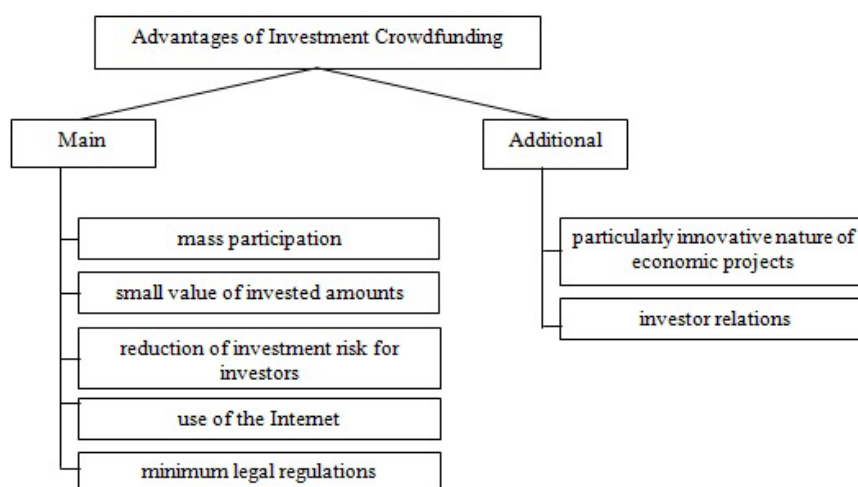 Advantages of Investment Crowdfunding
Main
Additional
mass participation
small value of invested amounts
reduction of investment risk for
investors
use of the Internet
minimum legal regulations
particularly innovative nature of
economic projects
investor relations